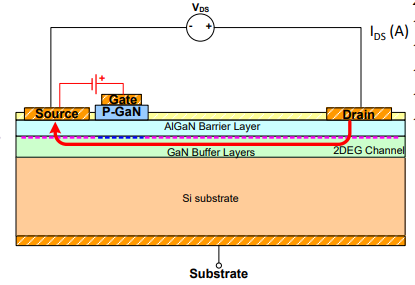 VDS
- +
IDS (A)
+
Gate
Source
P-GaN
Drain
AlGaN Barrier Layer
GaN Buffer Layers
2DEG Channel
Si substrate
Substrate